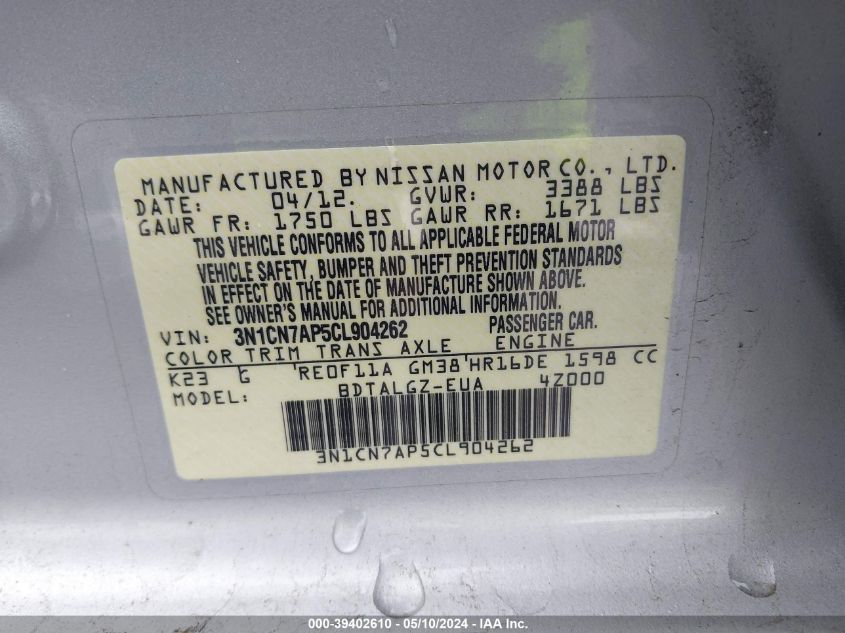 MANUFACTURED BY NISSAN MOTOR CO., LTD.
DATE: 04/12. GVWR: 3388 LBS
GAWR FR: 1750 LBS GAWR RR: 1671 LBS
THIS VEHICLE CONFORMS TO ALL APPLICABLE FEDERAL MOTOR
VEHICLE SAFETY, BUMPER AND THEFT PREVENTION STANDARDS
IN EFFECT ON THE DATE OF MANUFACTURE SHOWN ABOVE.
SEE OWNER'S MANUAL FOR ADDITIONAL INFORMATION.
VIN: 3N1CN7AP5CL904262 PASSENGER CAR.
COLOR TRIM TRANS AXLE ENGINE
K23 G RE0F11A GM38 HR16DE 1598 CC
MODEL: BDTALGZ-EUA 4Z000
3N1CN7AP5CL904262
000-39402610 - 05/10/2024 - IAA Inc.